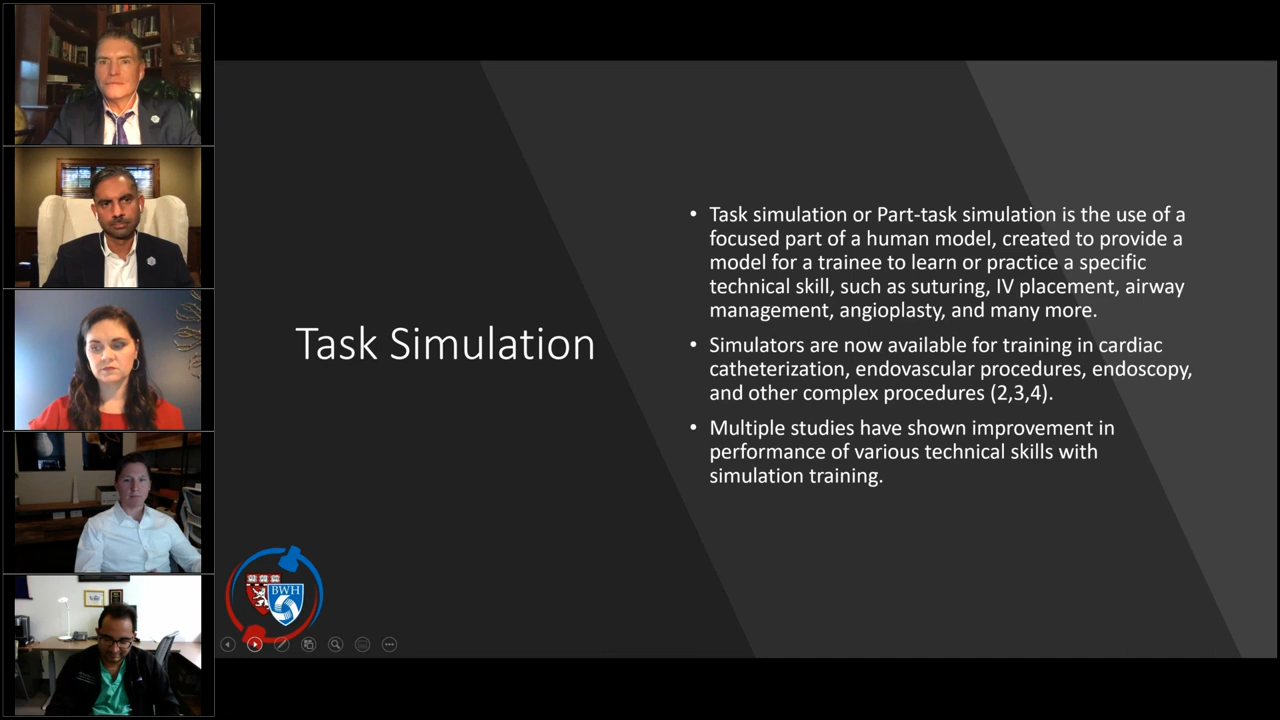 Task Simulation
• Task simulation or Part-task simulation is the use of a
focused part of a human model, created to provide a
model for a trainee to learn or practice a specific
technical skill, such as suturing, IV placement, airway
management, angioplasty, and many more.
• Simulators are now available for training in cardiac
catheterization, endovascular procedures, endoscopy,
and other complex procedures (2,3,4).
• Multiple studies have shown improvement in
performance of various technical skills with
simulation training.
BWH